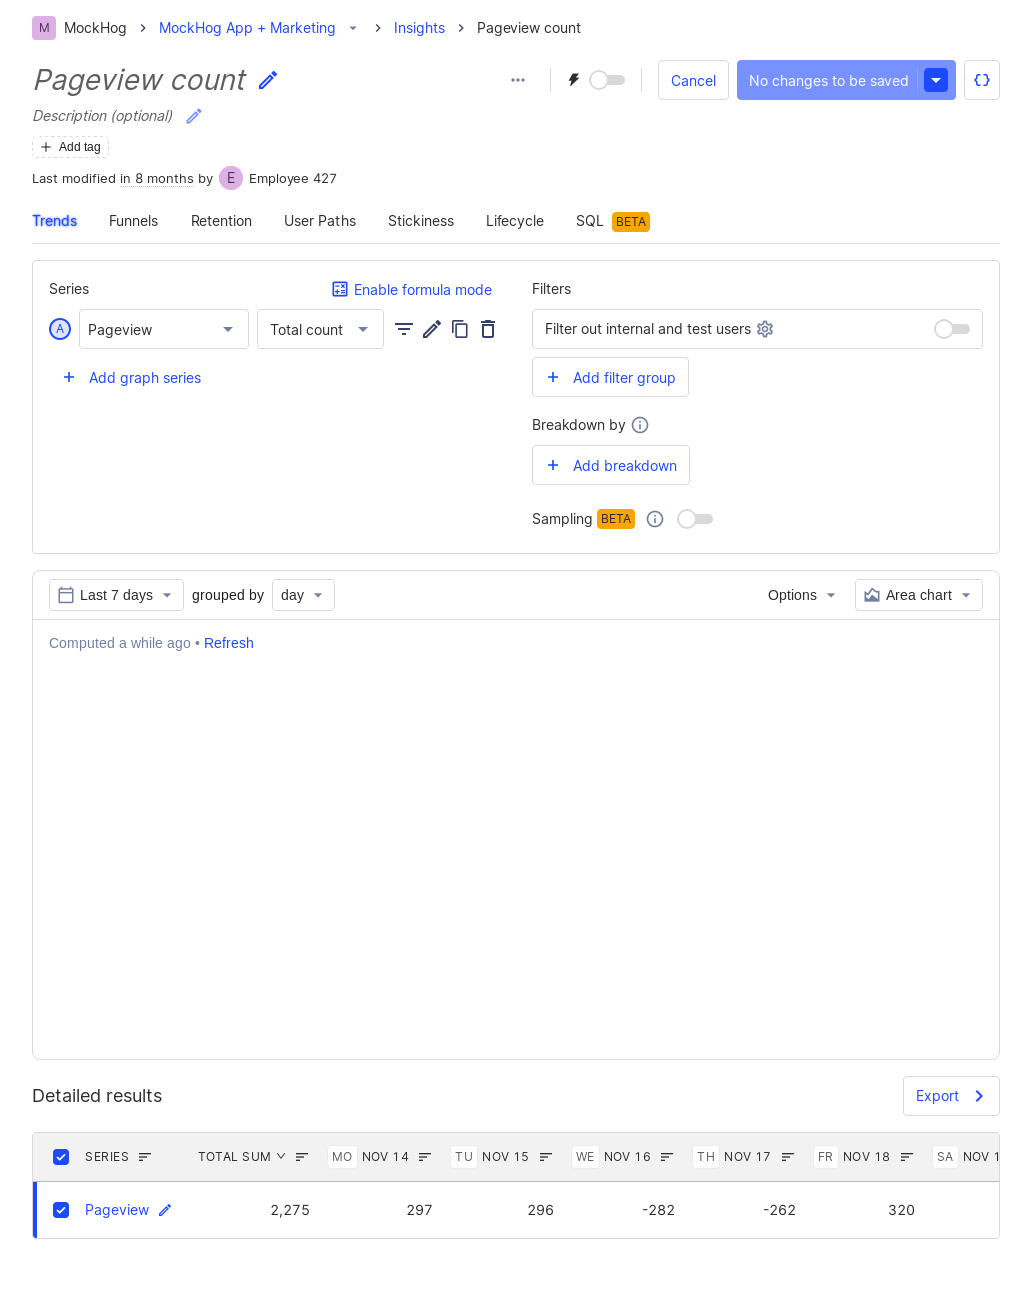 M MockHog > MockHog App + Marketing > Insights > Pageview count
Pageview count
Cancel
No changes to be saved
Description (optional)
Add tag
Last modified in 8 months by E Employee 427
Trends Funnels Retention User Paths Stickiness Lifecycle SQL BETA
Series
Enable formula mode
A Pageview Total count
Add graph series
Filters
Filter out internal and test users
Add filter group
Breakdown by
Add breakdown
Sampling BETA
Last 7 days grouped by day
Options
Area chart
Computed a while ago • Refresh
Detailed results
Export
SERIES TOTAL SUM MO NOV 14 TU NOV 15 WE NOV 16 TH NOV 17 FR NOV 18 SA NOV 1
Pageview 2,275 297 296 -282 -262 320